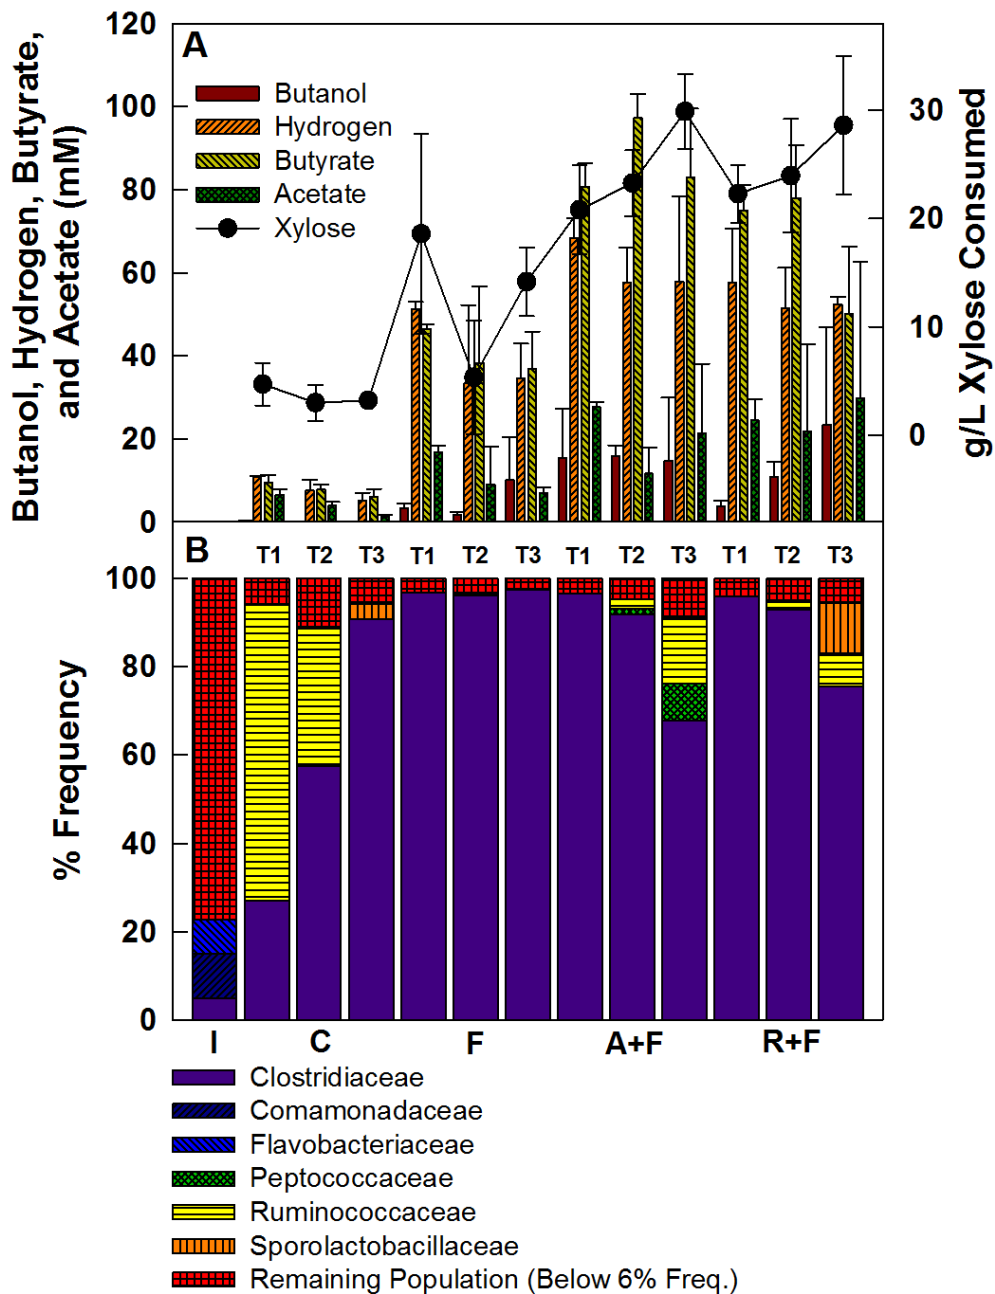 A
Butanol, Hydrogen, Butyrate,
and Acetate (mM)
120
100
80
60
40
20
0
Butanol
Hydrogen
Butyrate
Acetate
Xylose
30
20
10
0
g/L Xylose Consumed
B
T1 T2 T3 T1 T2 T3 T1 T2 T3 T1 T2 T3
% Frequency
100
80
60
40
20
0
I C F A+F R+F
Clostridiaceae
Comamonadaceae
Flavobacteriaceae
Peptococcaceae
Ruminococcaceae
Sporolactobacillaceae
Remaining Population (Below 6% Freq.)